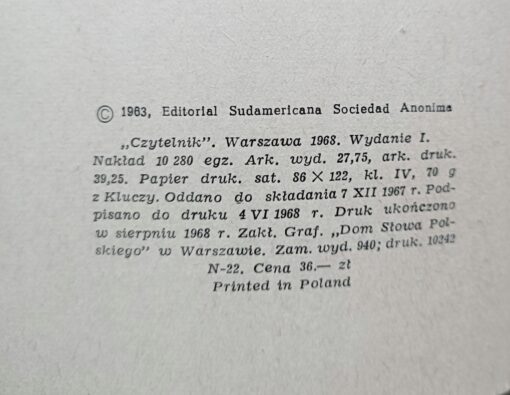 © 1963, Editorial Sudamericana Sociedad Anonima
„Czytelnik”. Warszawa 1968. Wydanie I.
Nakład 10 280 egz. Ark. wyd. 27,75, ark. druk.
39,25. Papier druk. sat. 86 × 122, kl. IV, 70 g
z Kluczy. Oddano do składania 7 XII 1967 r. Pod-
pisano do druku 4 VI 1968 r. Druk ukończono
w sierpniu 1968 r. Zakł. Graf. „Dom Słowa Pol-
skiego” w Warszawie. Zam. wyd. 940; druk. 10242
N-22. Cena 36.— zł
Printed in Poland